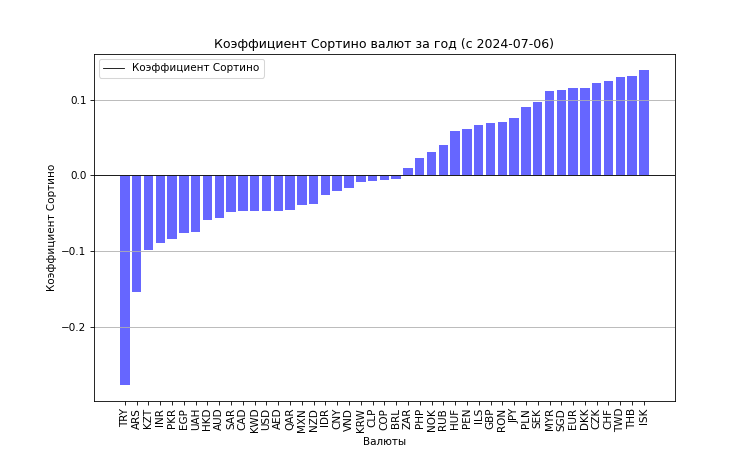 Коэффициент Сортино валют за год (с 2024-07-06)
Коэффициент Сортино
Коэффициент Сортино
0.1
0.0
−0.1
−0.2
TRY ARS KZT INR PKR EGP UAH HKD AUD SAR CAD KWD USD AED QAR MXN NZD IDR CNY VND KRW CLP COP BRL ZAR PHP NOK RUB HUF PEN ILS GBP RON JPY PLN SEK MYR SGD EUR DKK CZK CHF TWD THB ISK
Валюты